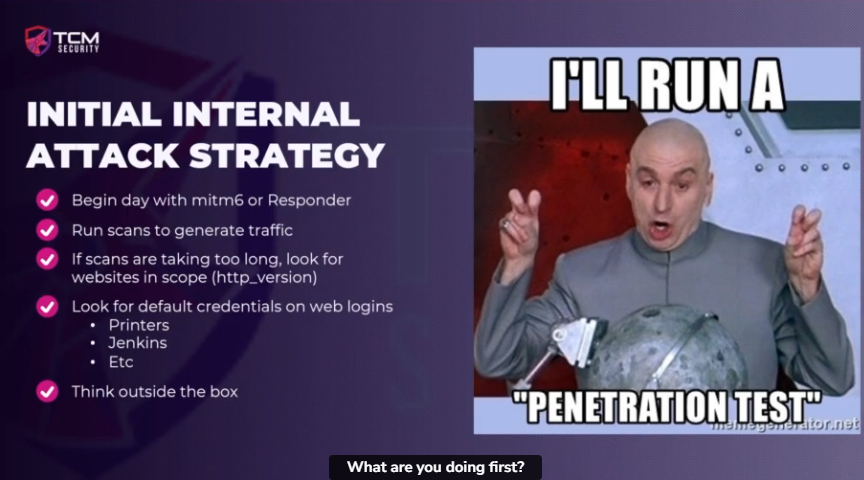 TCM
SECURITY
INITIAL INTERNAL
ATTACK STRATEGY
Begin day with mitm6 or Responder
Run scans to generate traffic
If scans are taking too long, look for
websites in scope (http_version)
Look for default credentials on web logins
• Printers
• Jenkins
• Etc
Think outside the box
I'LL RUN A
"PENETRATION TEST"
memegenerator.net
What are you doing first?